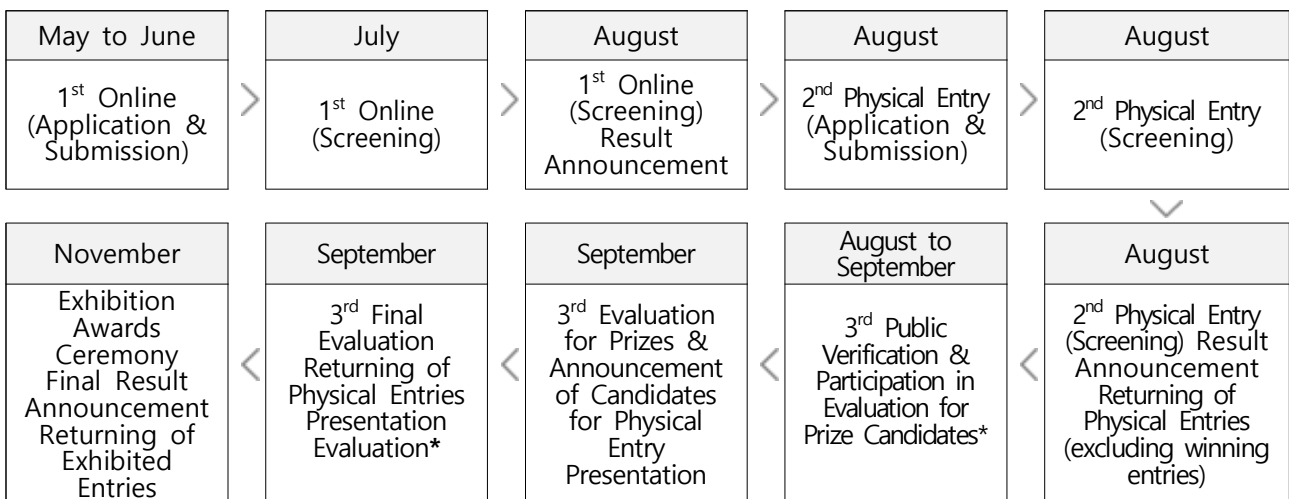 May to June
1st Online
(Application &
Submission)
July
1st Online
(Screening)
August
1st Online
(Screening)
Result
Announcement
August
2nd Physical Entry
(Application &
Submission)
August
2nd Physical Entry
(Screening)
August
2nd Physical Entry
(Screening) Result
Announcement
Returning of
Physical Entries
(excluding winning
entries)
August to
September
3rd Public
Verification &
Participation in
Evaluation for
Prize Candidates*
September
3rd Evaluation
for Prizes &
Announcement
of Candidates
for Physical
Entry
Presentation
September
3rd Final
Evaluation
Returning of
Physical Entries
Presentation
Evaluation*
November
Exhibition
Awards
Ceremony
Final Result
Announcement
Returning of
Exhibited
Entries